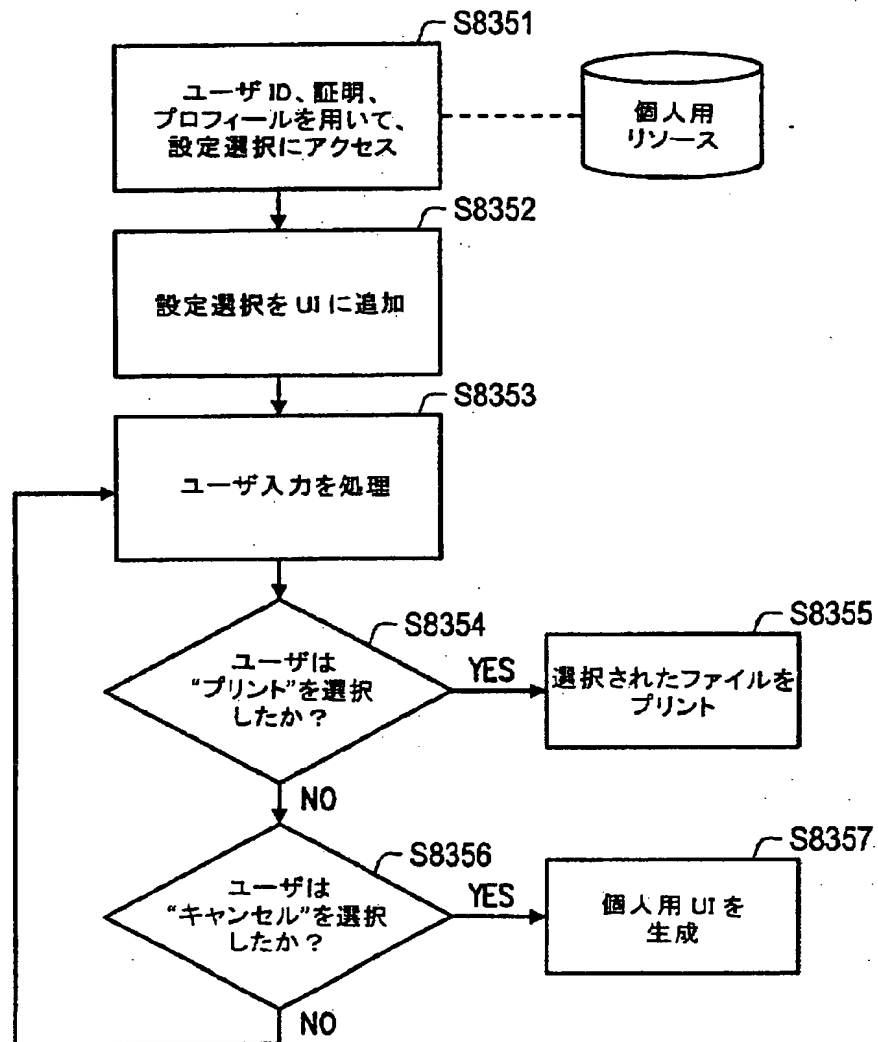 S8351
ユーザ ID、証明、
プロフィールを用いて、
設定選択にアクセス
個人用
リソース
S8352
設定選択を UI に追加
S8353
ユーザ入力を処理
S8354
ユーザは
“プリント”を選択
したか?
YES
S8355
選択されたファイルを
プリント
NO
S8356
ユーザは
“キャンセル”を選択
したか?
YES
S8357
個人用 UI を
生成
NO